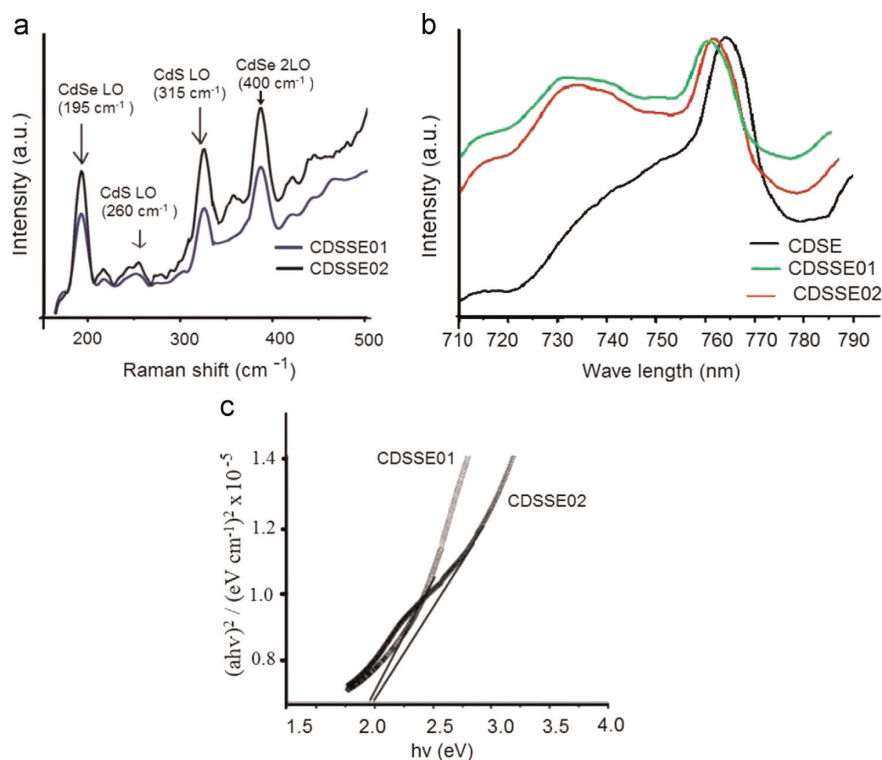 a
CdSe LO
(195 cm⁻¹)
CdS LO
(260 cm⁻¹)
CdS LO
(315 cm⁻¹)
CdSe 2LO
(400 cm⁻¹)
CDSSE01
CDSSE02
Intensity (a.u.)
200 300 400 500
Raman shift (cm ⁻¹)
b
Intensity (a.u.)
CDSE
CDSSE01
CDSSE02
710 720 730 740 750 760 770 780 790
Wave length (nm)
c
(ahν)² / (eV cm⁻¹)² x10⁻⁵
1.4
1.2
1.0
0.8
CDSSE01
CDSSE02
1.5 2.0 2.5 3.0 3.5 4.0
hν (eV)